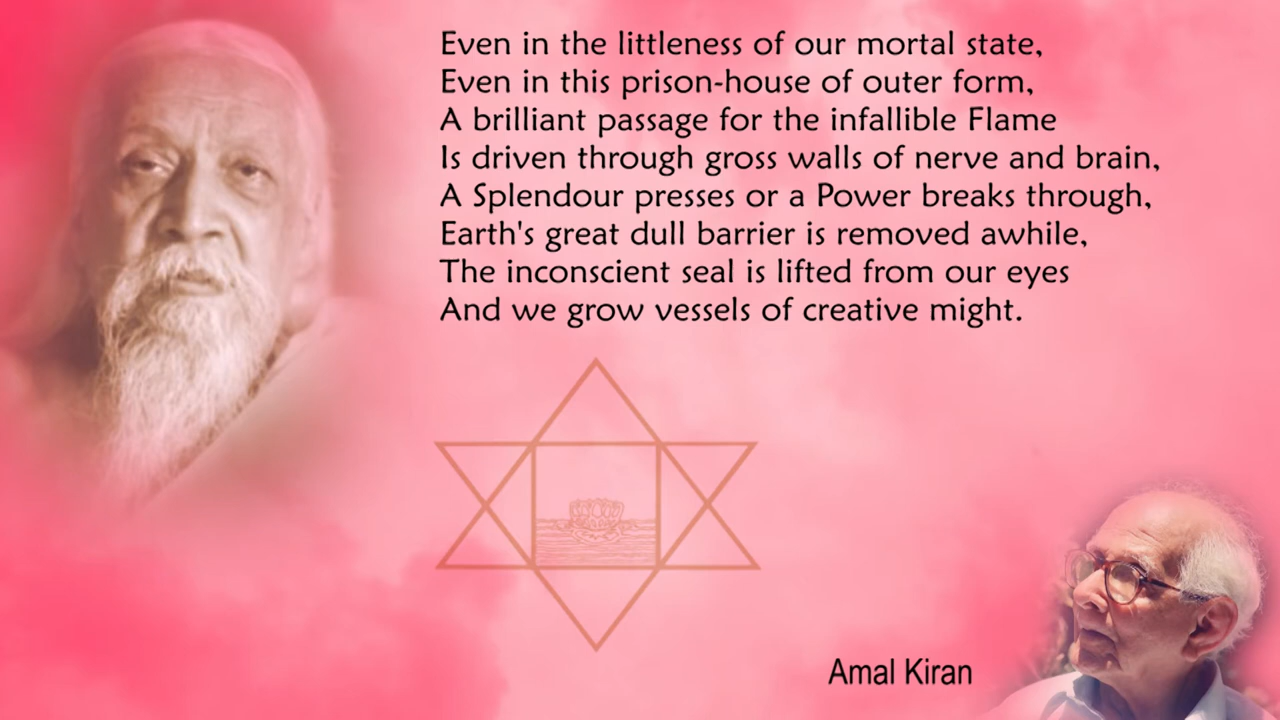 Even in the littleness of our mortal state,
Even in this prison-house of outer form,
A brilliant passage for the infallible Flame
Is driven through gross walls of nerve and brain,
A Splendour presses or a Power breaks through,
Earth's great dull barrier is removed awhile,
The inconscient seal is lifted from our eyes
And we grow vessels of creative might.
Amal Kiran